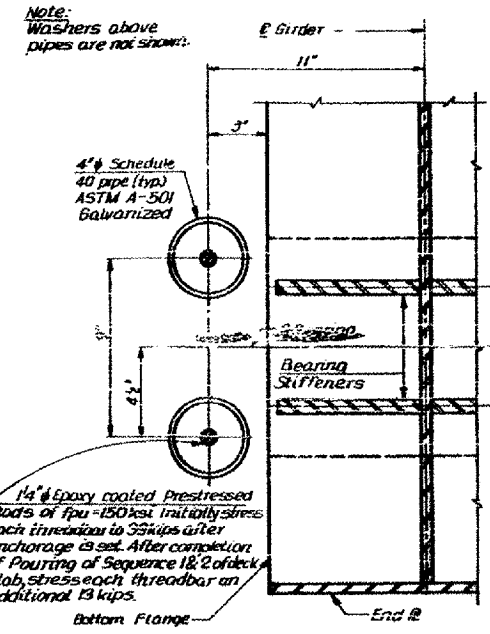 Note:
Washers above
pipes are not shown.
℄ Girder
11"
3"
4"ϕ Schedule
40 pipe (typ)
ASTM A-501
Galvanized
9"
4½"
Bearing
Stiffeners
1¼"ϕ Epoxy coated Prestressed
Rods of fpu=150 ksi Initially stress
each threadbar to 35kips after
anchorage is set. After completion
of Pouring of Sequence 1&2 of deck
slab, stress each threadbar an
additional 13 kips.
Bottom Flange
End ℄